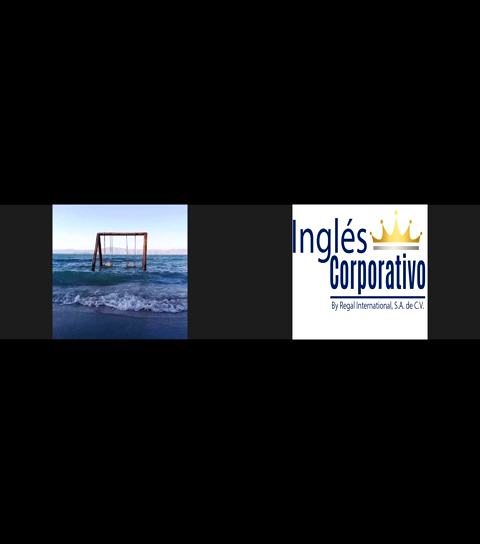 Inglés
Corporativo
By Regal International, S.A. de C.V.